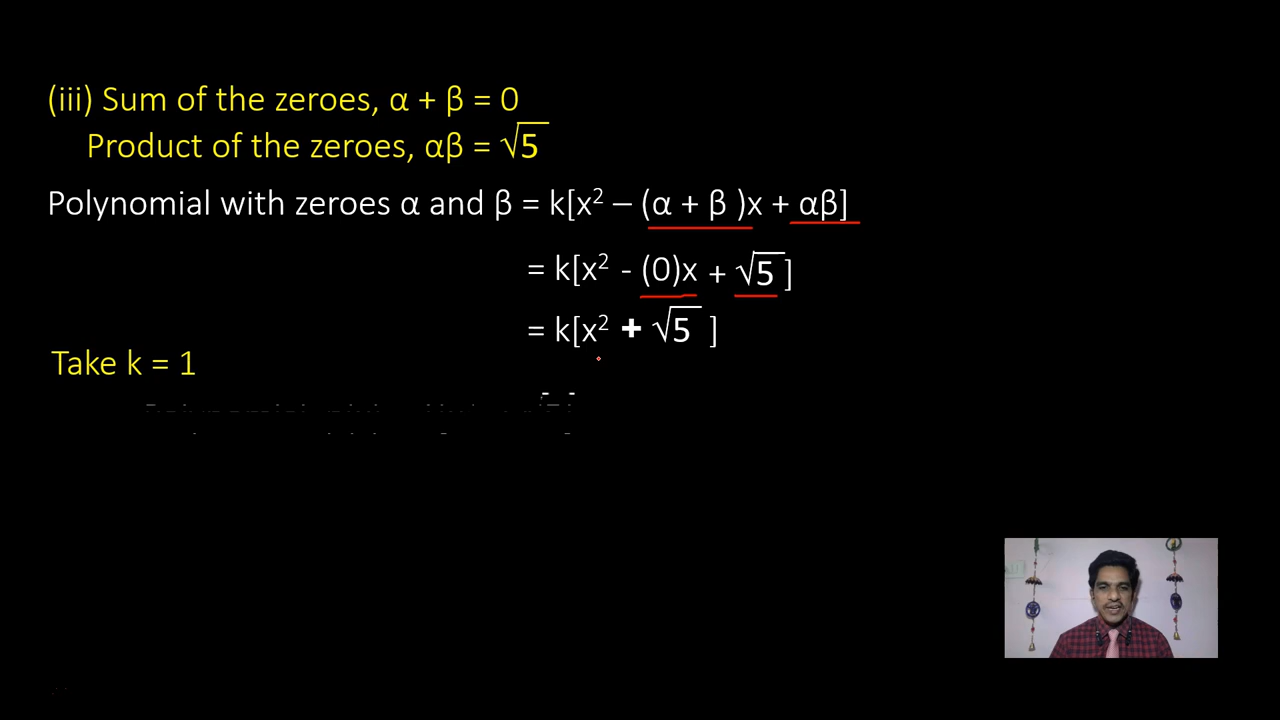 (iii) Sum of the zeroes, α + β = 0
Product of the zeroes, αβ = √5
Polynomial with zeroes α and β = k[x² – (α + β )x + αβ]
= k[x² - (0)x + √5 ]
= k[x² + √5 ]
Take k = 1